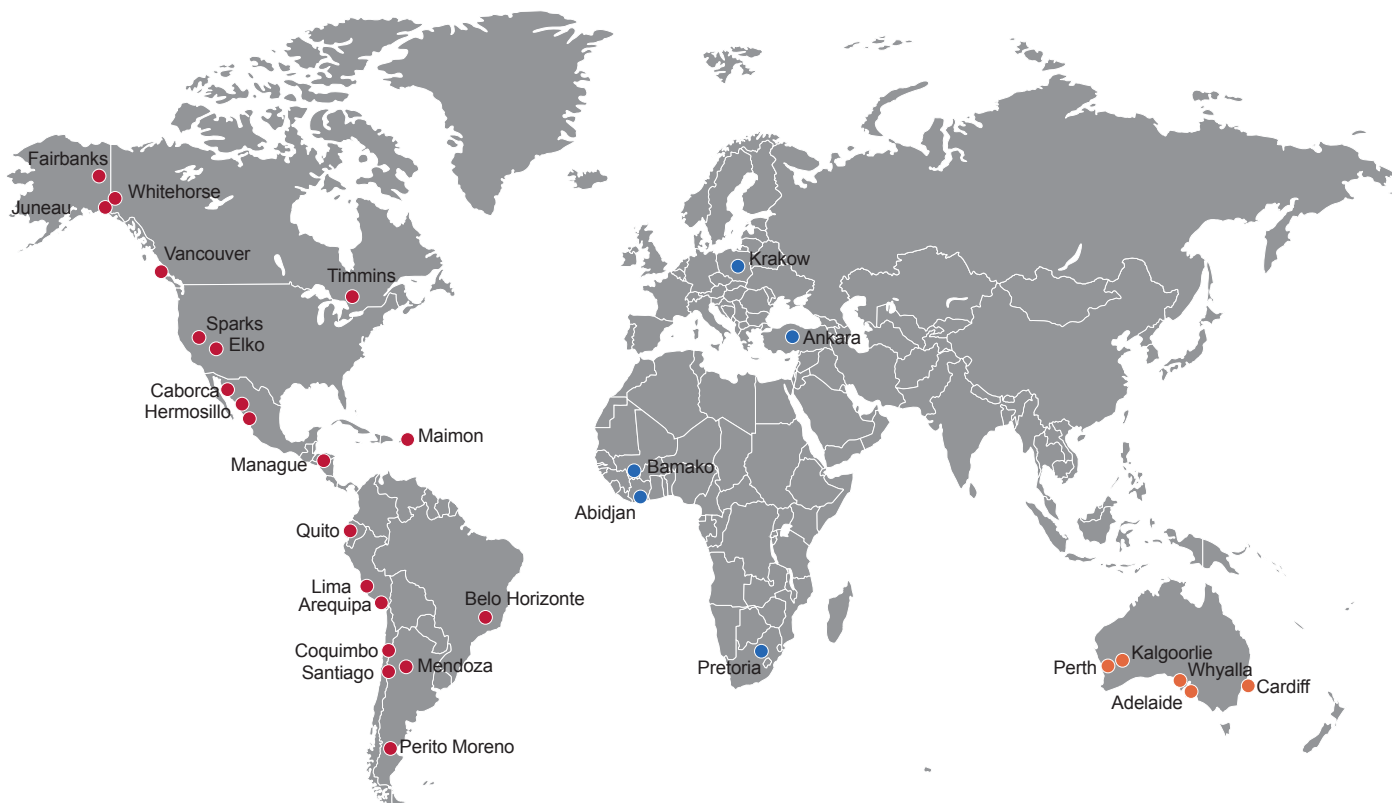 Fairbanks
Whitehorse
Juneau
Vancouver
Timmins
Krakow
Sparks
Elko
Ankara
Caborca
Hermosillo
Maimon
Manague
Bamako
Abidjan
Quito
Lima
Arequipa
Belo Horizonte
Coquimbo
Santiago
Mendoza
Pretoria
Perth
Kalgoorlie
Whyalla
Adelaide
Cardiff
Perito Moreno